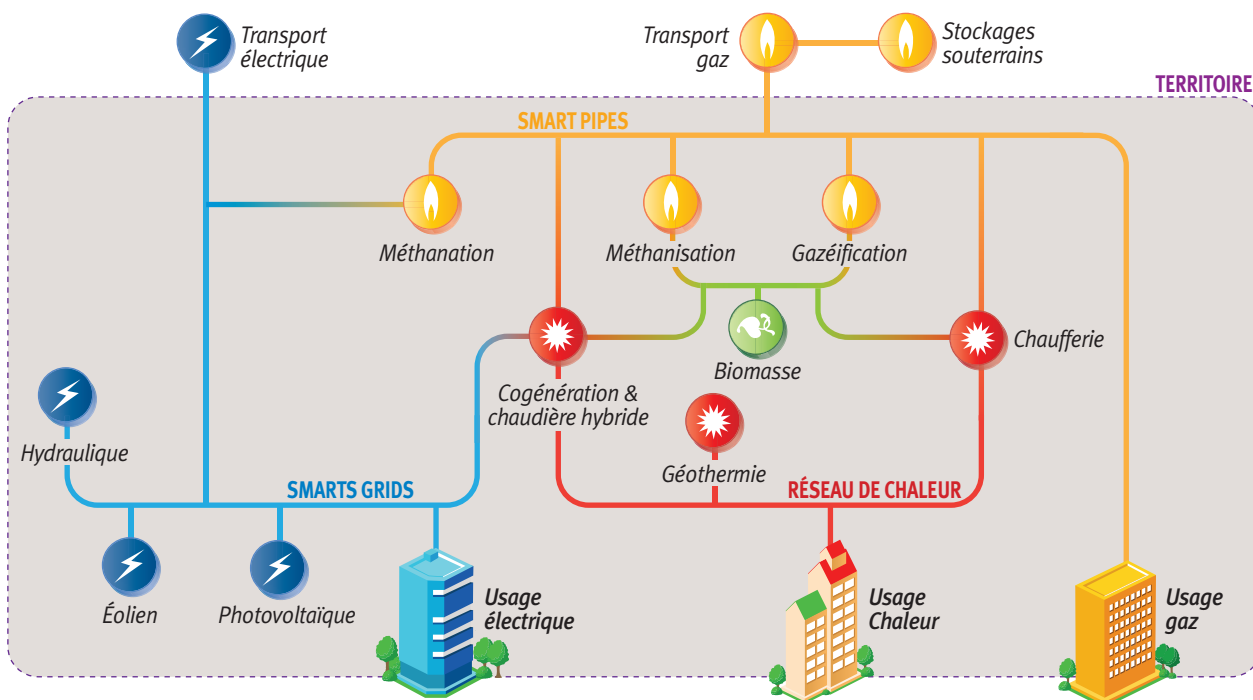 Transport
électrique
Transport
gaz
Stockages
souterrains
TERRITOIRE
SMART PIPES
Méthanation
Méthanisation
Gazéification
Biomasse
Chaufferie
Cogénération &
chaudière hybride
Hydraulique
Géothermie
SMARTS GRIDS
RÉSEAU DE CHALEUR
Éolien
Photovoltaïque
Usage
électrique
Usage
Chaleur
Usage
gaz